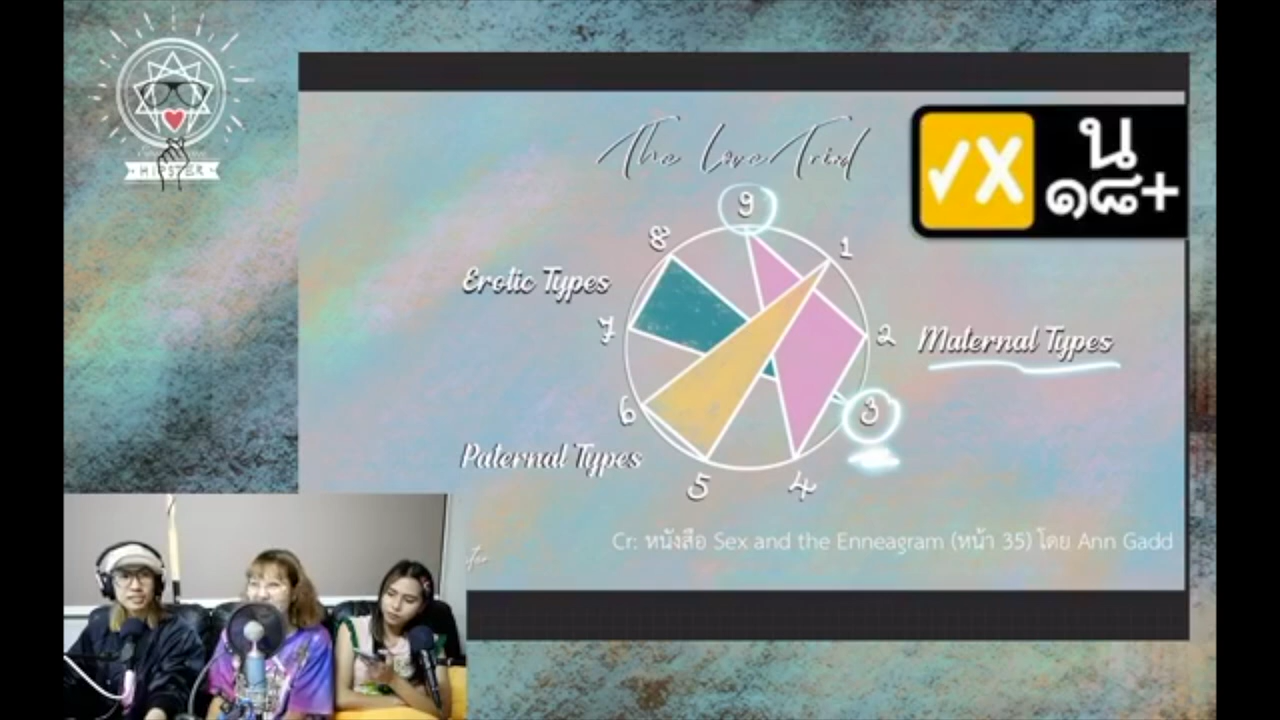 HIPSTER
The Love Triad
√X
น
๑๘+
9
8
1
Erotic Types
7
2
Maternal Types
6
3
Paternal Types
5
4
Cr: หนังสือ Sex and the Enneagram (หน้า 35) โดย Ann Gadd